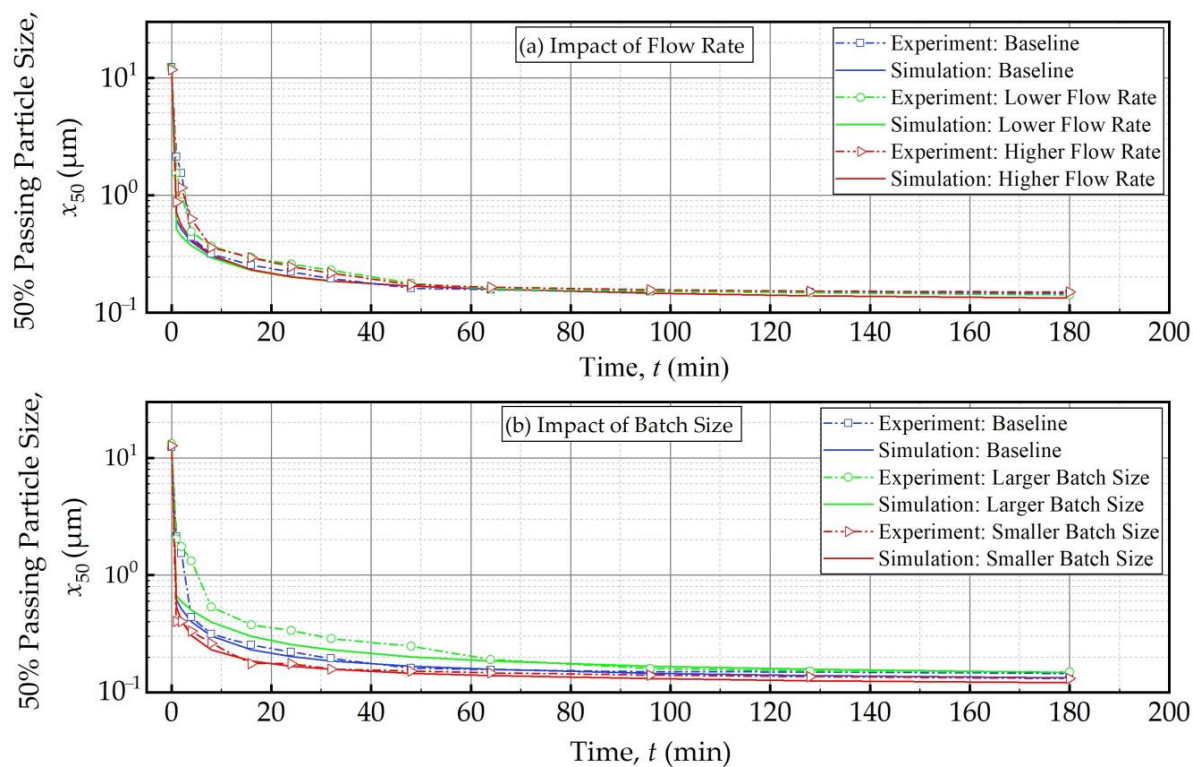 (a) Impact of Flow Rate
Experiment: Baseline
Simulation: Baseline
Experiment: Lower Flow Rate
Simulation: Lower Flow Rate
Experiment: Higher Flow Rate
Simulation: Higher Flow Rate
50% Passing Particle Size,
x50 (μm)
10^1
10^0
10^-1
0 20 40 60 80 100 120 140 160 180 200
Time, t (min)
(b) Impact of Batch Size
Experiment: Baseline
Simulation: Baseline
Experiment: Larger Batch Size
Simulation: Larger Batch Size
Experiment: Smaller Batch Size
Simulation: Smaller Batch Size
50% Passing Particle Size,
x50 (μm)
10^1
10^0
10^-1
0 20 40 60 80 100 120 140 160 180 200
Time, t (min)